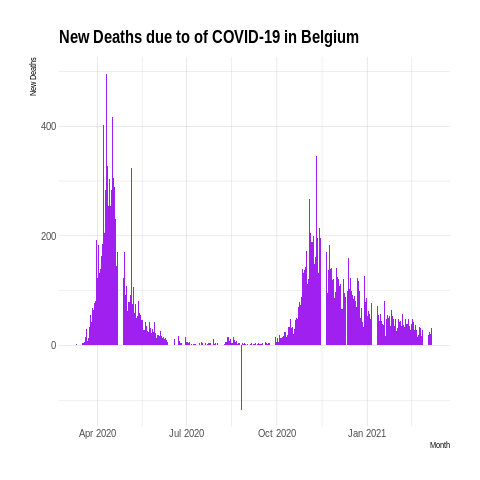 New Deaths due to of COVID-19 in Belgium
New Deaths
400
200
0
Apr 2020 Jul 2020 Oct 2020 Jan 2021
Month